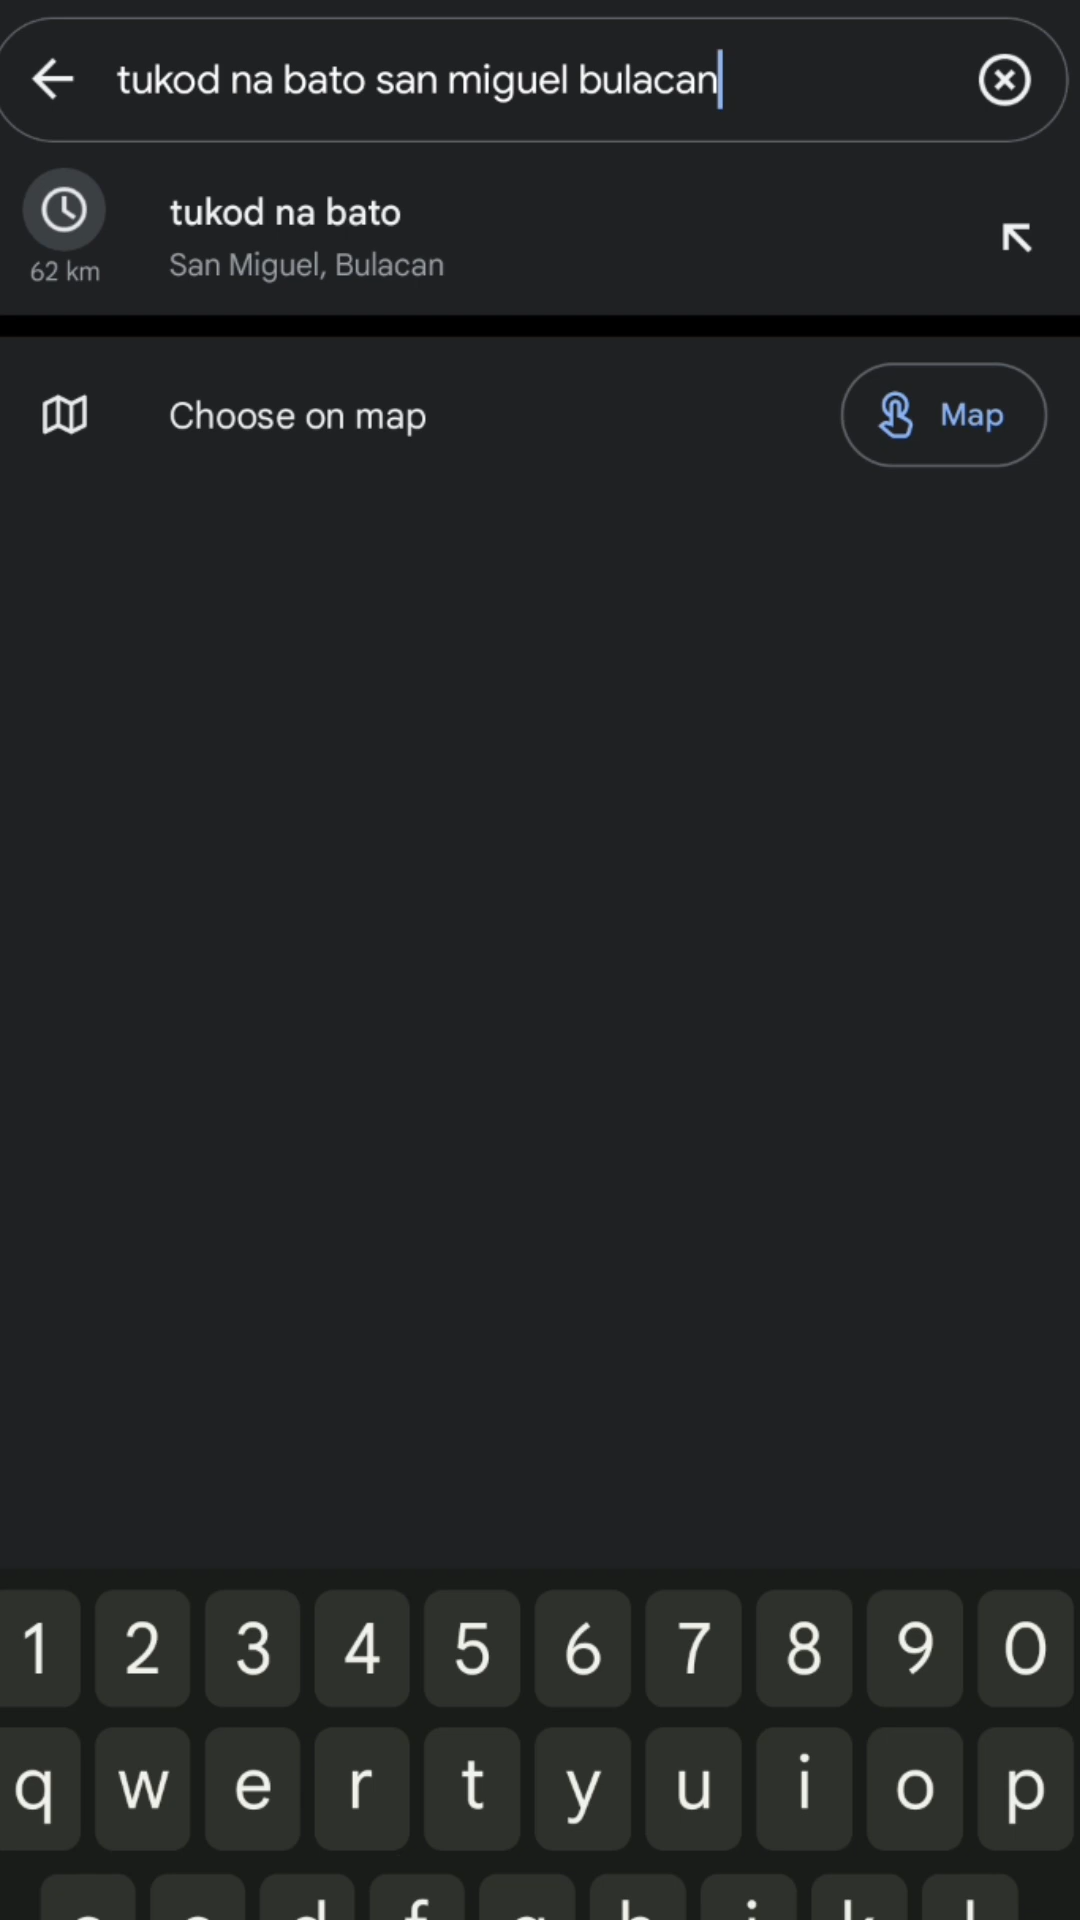 tukod na bato san miguel bulacan
tukod na bato
62 km
San Miguel, Bulacan
Choose on map
Map
1 2 3 4 5 6 7 8 9 0
q w e r t y u i o p